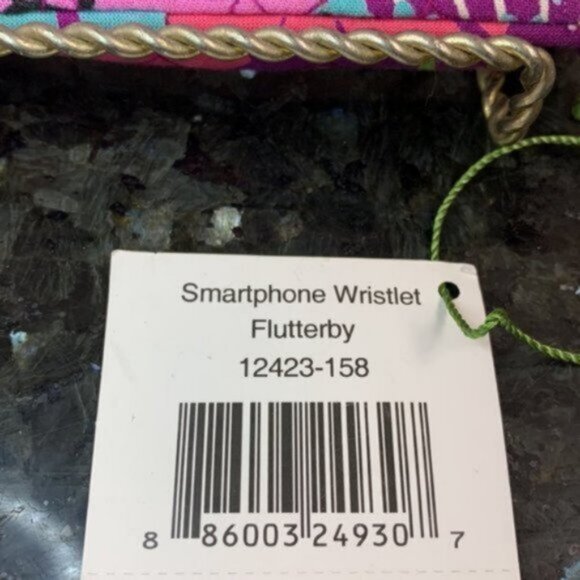 Smartphone Wristlet
Flutterby
12423-158
8 86003 24930 7